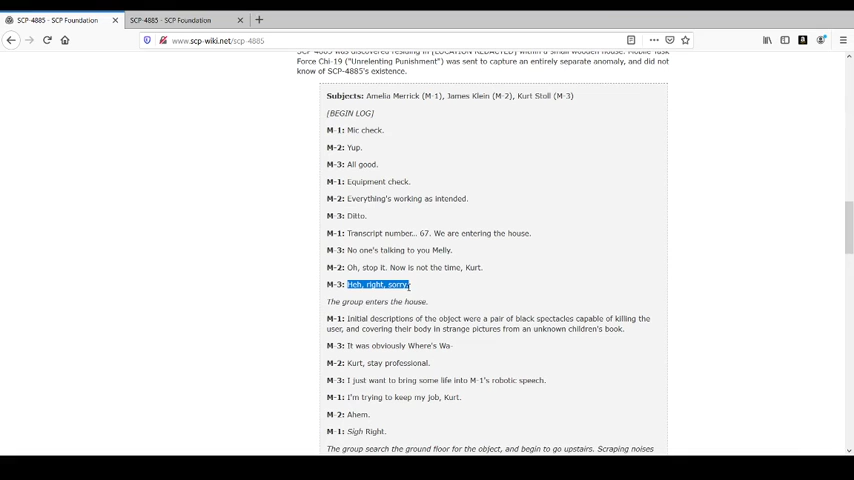 SCP-4885 - SCP Foundation
SCP-4885 - SCP Foundation
www.scp-wiki.net/scp-4885
SCP-4885 was discovered residing in [LOCATION REDACTED] within a small wooden house. Mobile Task
Force Chi-19 ("Unrelenting Punishment") was sent to capture an entirely separate anomaly, and did not
know of SCP-4885's existence.
Subjects: Amelia Merrick (M-1), James Klein (M-2), Kurt Stoll (M-3)
[BEGIN LOG]
M-1: Mic check.
M-2: Yup.
M-3: All good.
M-1: Equipment check.
M-2: Everything's working as intended.
M-3: Ditto.
M-1: Transcript number... 67. We are entering the house.
M-3: No one's talking to you Melly.
M-2: Oh, stop it. Now is not the time, Kurt.
M-3: Heh, right, sorry.
The group enters the house.
M-1: Initial descriptions of the object were a pair of black spectacles capable of killing the
user, and covering their body in strange pictures from an unknown children's book.
M-3: It was obviously Where's Wa-
M-2: Kurt, stay professional.
M-3: I just want to bring some life into M-1's robotic speech.
M-1: I'm trying to keep my job, Kurt.
M-2: Ahem.
M-1: Sigh Right.
The group search the ground floor for the object, and begin to go upstairs. Scraping noises